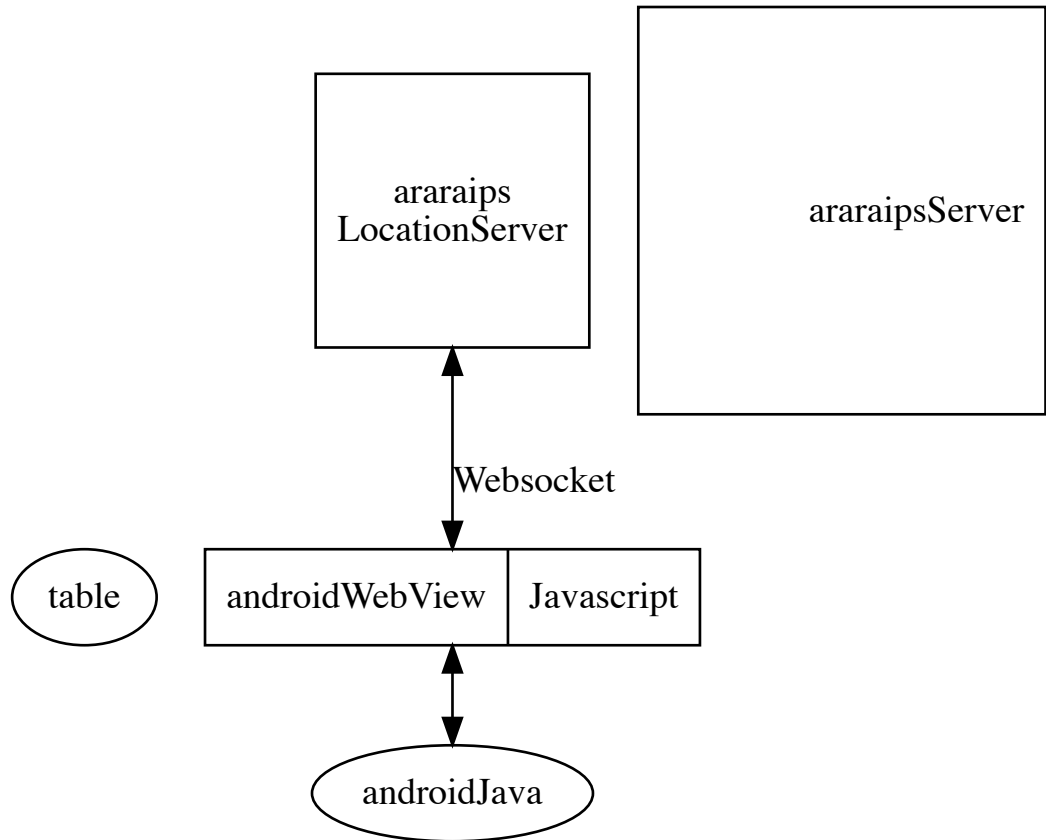 araraips
LocationServer
araraipsServer
Websocket
table
androidWebView
Javascript
androidJava